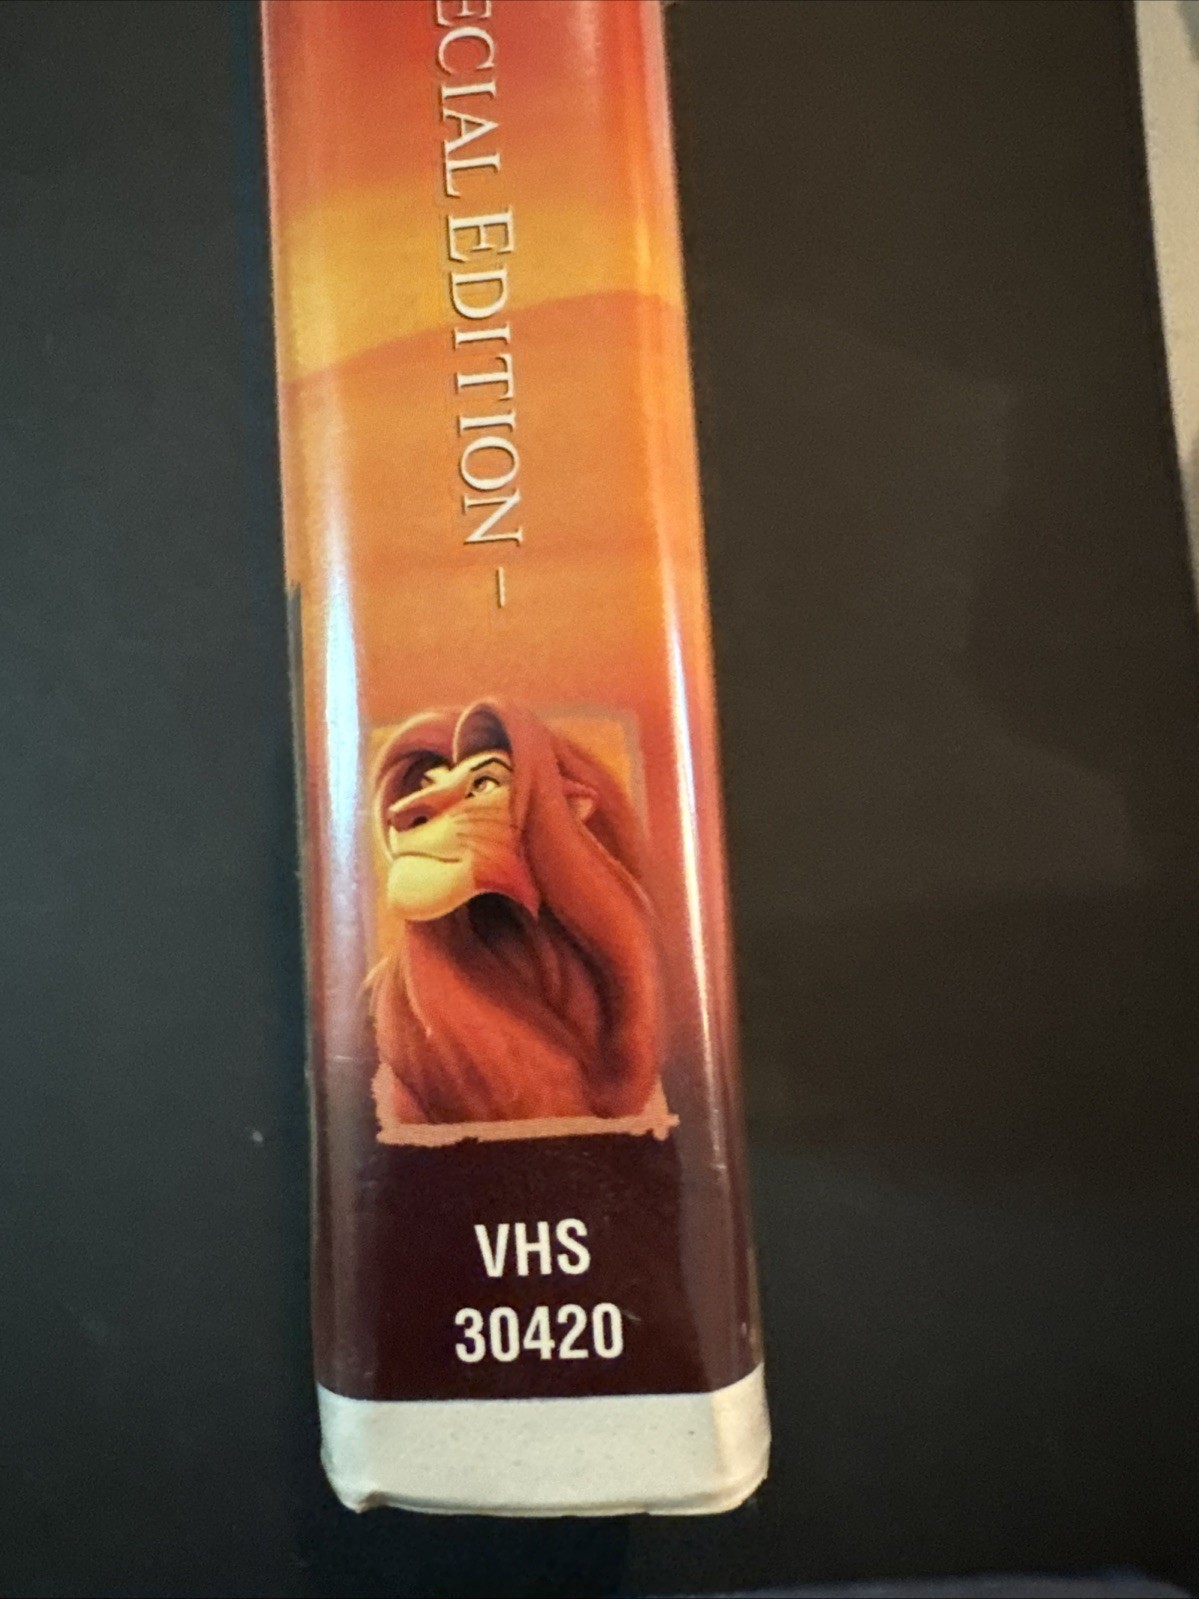 ECIAL EDITION -
VHS
30420